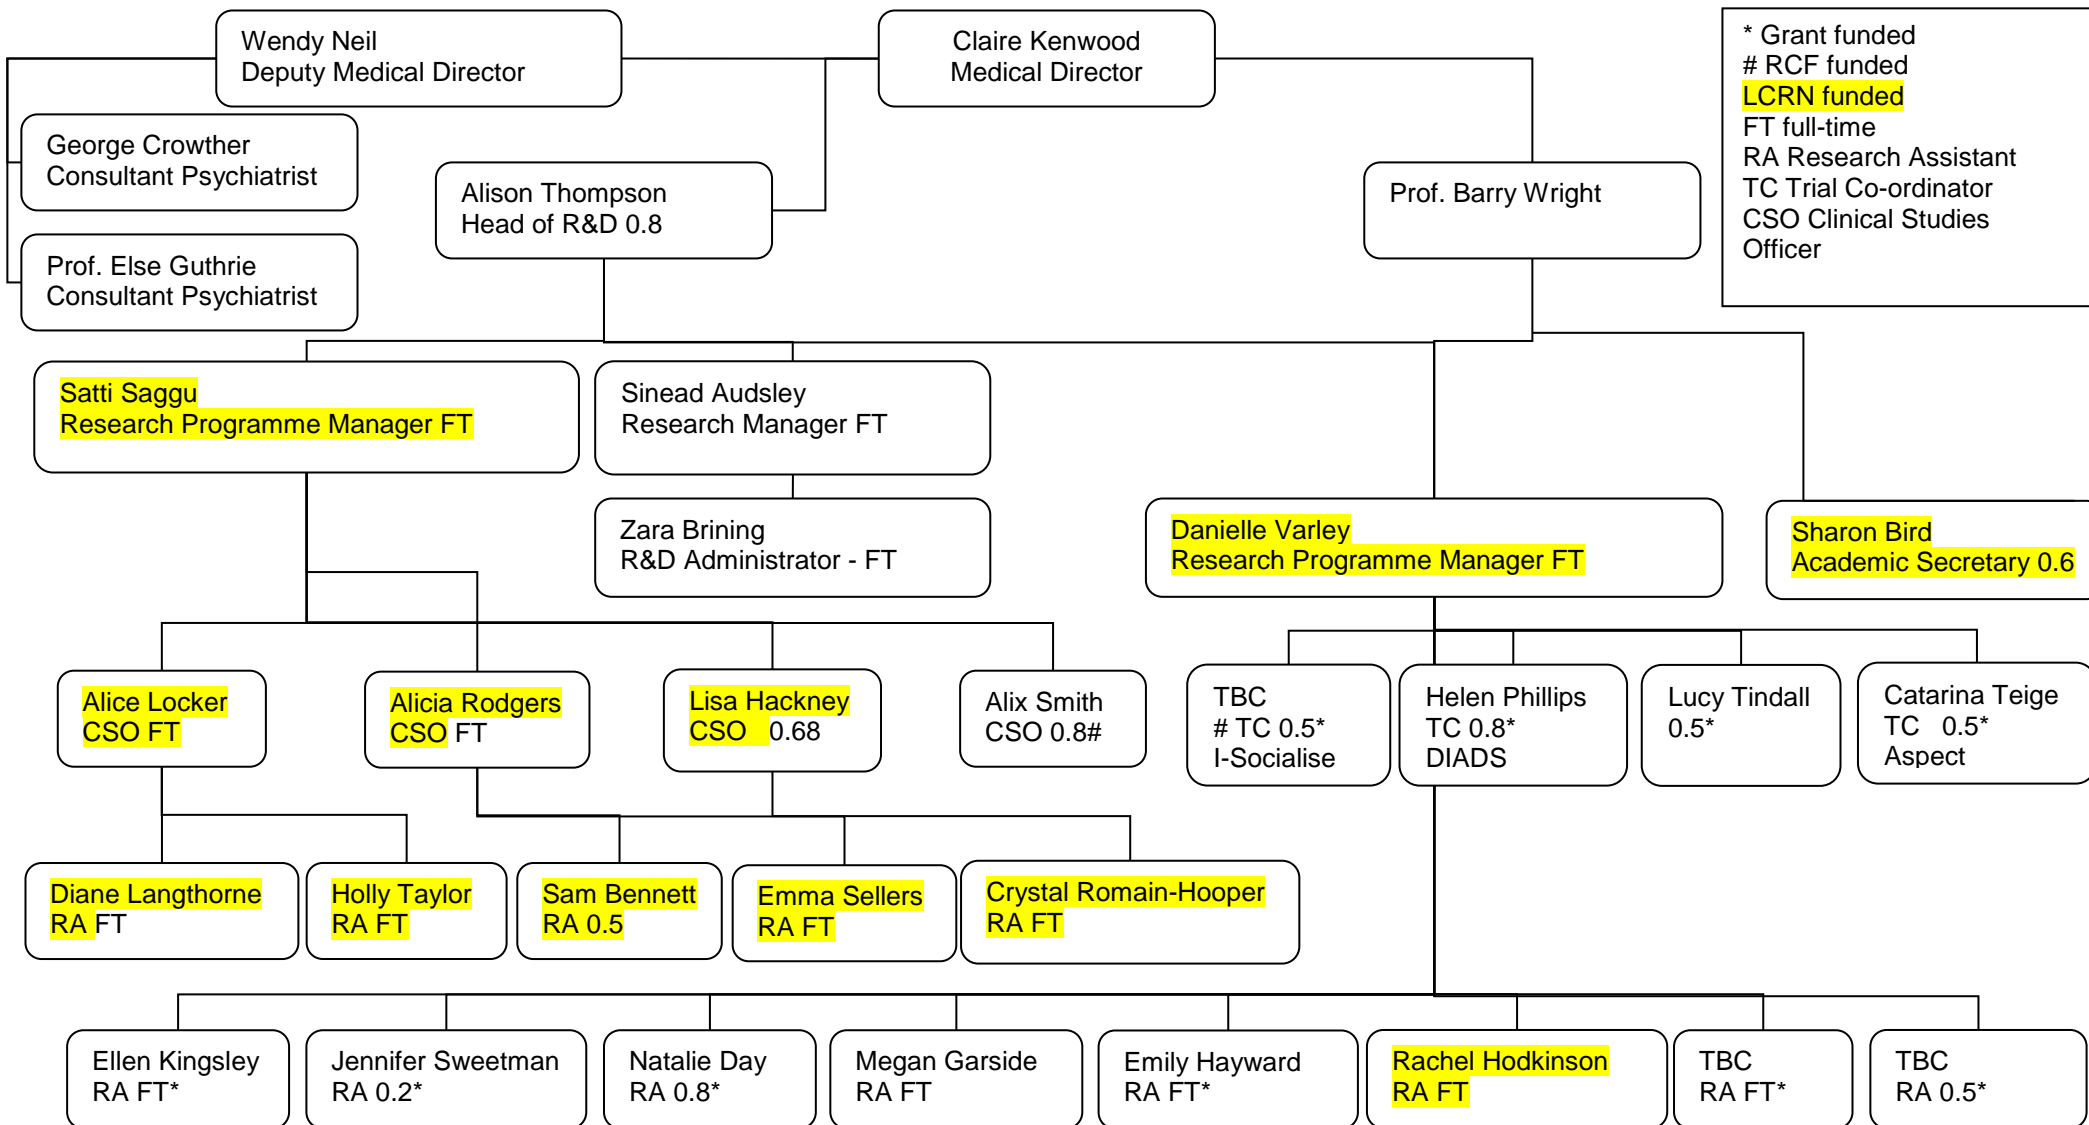 Wendy Neil
Deputy Medical Director
Claire Kenwood
Medical Director
* Grant funded
# RCF funded
LCRN funded
FT full-time
RA Research Assistant
TC Trial Co-ordinator
CSO Clinical Studies
Officer
George Crowther
Consultant Psychiatrist
Alison Thompson
Head of R&D 0.8
Prof. Barry Wright
Prof. Else Guthrie
Consultant Psychiatrist
Satti Saggu
Research Programme Manager FT
Sinead Audsley
Research Manager FT
Zara Brining
R&D Administrator - FT
Danielle Varley
Research Programme Manager FT
Sharon Bird
Academic Secretary 0.6
Alice Locker
CSO FT
Alicia Rodgers
CSO FT
Lisa Hackney
CSO 0.68
Alix Smith
CSO 0.8#
TBC
# TC 0.5*
I-Socialise
Helen Phillips
TC 0.8*
DIADS
Lucy Tindall
0.5*
Catarina Teige
TC 0.5*
Aspect
Diane Langthorne
RA FT
Holly Taylor
RA FT
Sam Bennett
RA 0.5
Emma Sellers
RA FT
Crystal Romain-Hooper
RA FT
Ellen Kingsley
RA FT*
Jennifer Sweetman
RA 0.2*
Natalie Day
RA 0.8*
Megan Garside
RA FT
Emily Hayward
RA FT*
Rachel Hodkinson
RA FT
TBC
RA FT*
TBC
RA 0.5*